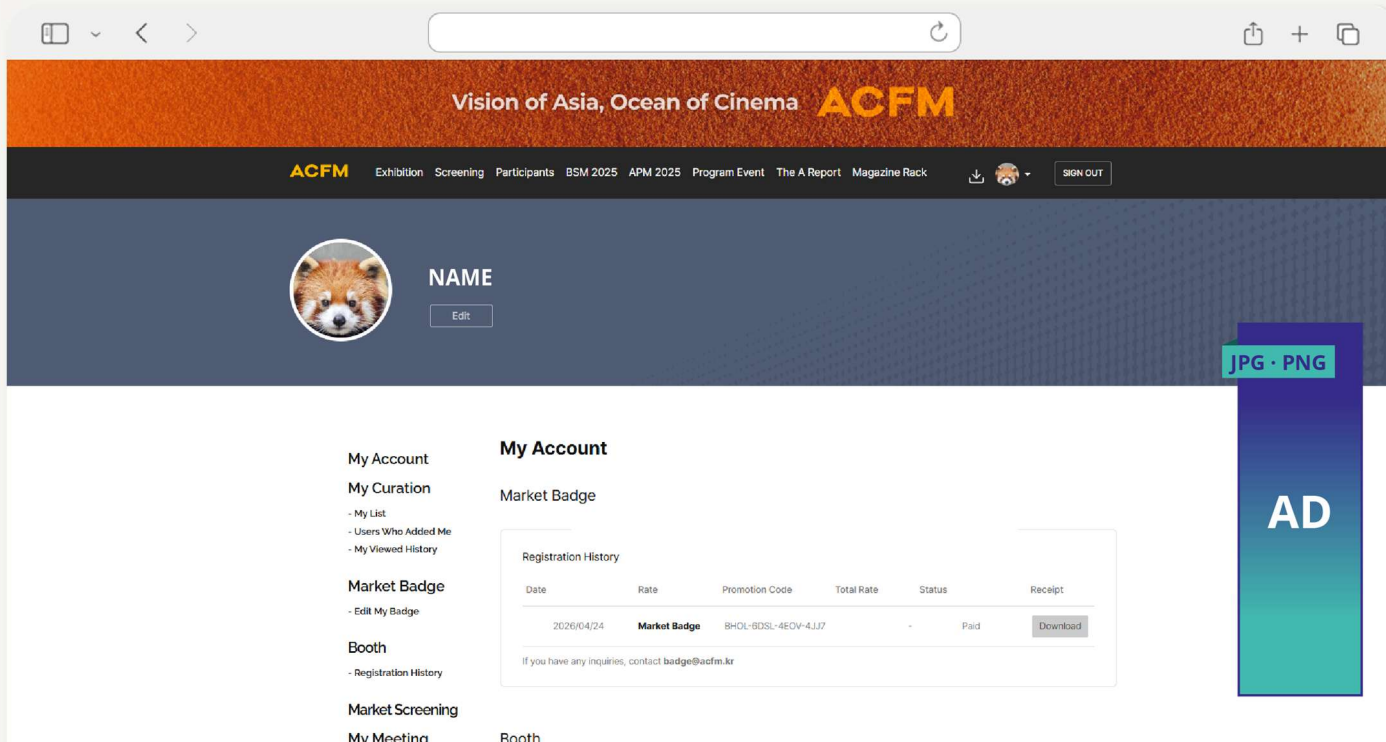 Vision of Asia, Ocean of Cinema ACFM
ACFM Exhibition Screening Participants BSM 2025 APM 2025 Program Event The A Report Magazine Rack SIGN OUT
NAME
Edit
JPG · PNG
AD
My Account
My Curation
- My List
- Users Who Added Me
- My Viewed History
Market Badge
- Edit My Badge
Booth
- Registration History
Market Screening
My Meeting
My Account
Market Badge
Registration History
Date Rate Promotion Code Total Rate Status Receipt
2026/04/24 Market Badge BHOL-6DSL-4EOV-4JJ7 - Paid Download
If you have any inquiries, contact badge@acfm.kr
Booth